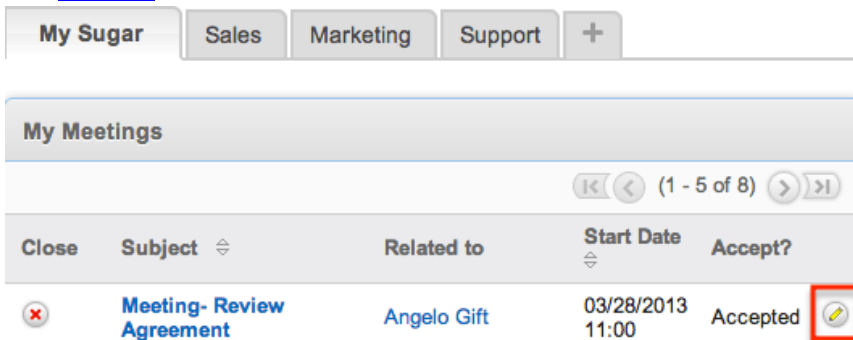 My Sugar Sales Marketing Support +
My Meetings
(1 - 5 of 8)
Close Subject Related to Start Date Accept?
Meeting- Review Agreement Angelo Gift 03/28/2013 11:00 Accepted